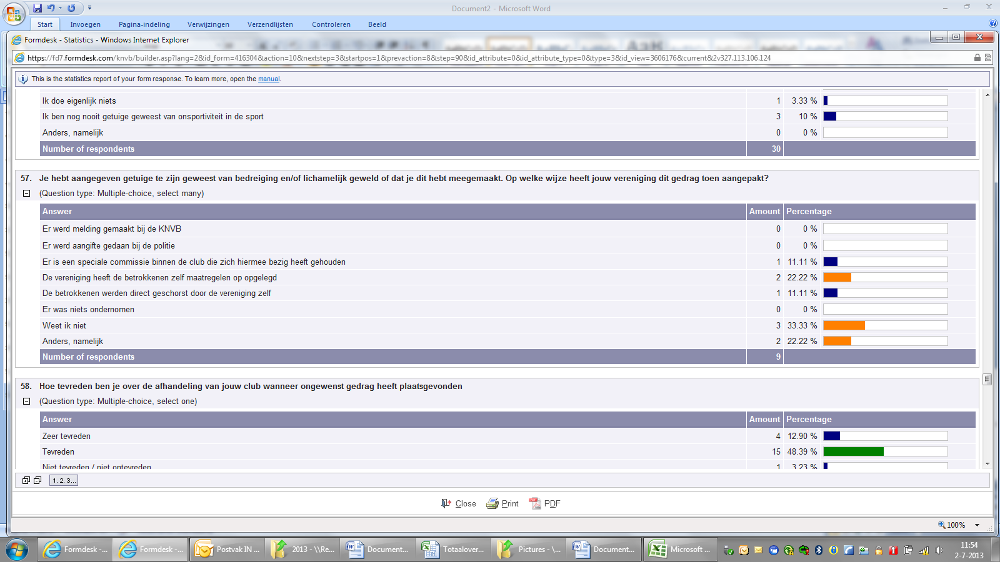 Document2 - Microsoft Word
Start Invoegen Pagina-indeling Verwijzingen Verzendlijsten Controleren Beeld
Formdesk - Statistics - Windows Internet Explorer
https://fd7.formdesk.com/knvb/builder.asp?lang=2&id_form=416304&action=10&nextstep=3&startpos=1&prevaction=8&step=90&id_attribute=0&id_attribute_type=0&type=3&id_view=3606176&current&2v327.113.106.124
This is the statistics report of your form response. To learn more, open the manual.
Ik doe eigenlijk niets 1 3.33 %
Ik ben nog nooit getuige geweest van onsportiviteit in de sport 3 10 %
Anders, namelijk 0 0 %
Number of respondents 30
57. Je hebt aangegeven getuige te zijn geweest van bedreiging en/of lichamelijk geweld of dat je dit hebt meegemaakt. Op welke wijze heeft jouw vereniging dit gedrag toen aangepakt?
(Question type: Multiple-choice, select many)
Answer Amount Percentage
Er werd melding gemaakt bij de KNVB 0 0 %
Er werd aangifte gedaan bij de politie 0 0 %
Er is een speciale commissie binnen de club die zich hiermee bezig heeft gehouden 1 11.11 %
De vereniging heeft de betrokkenen zelf maatregelen op opgelegd 2 22.22 %
De betrokkenen werden direct geschorst door de vereniging zelf 1 11.11 %
Er was niets ondernomen 0 0 %
Weet ik niet 3 33.33 %
Anders, namelijk 2 22.22 %
Number of respondents 9
58. Hoe tevreden ben je over de afhandeling van jouw club wanneer ongewenst gedrag heeft plaatsgevonden
(Question type: Multiple-choice, select one)
Answer Amount Percentage
Zeer tevreden 4 12.90 %
Tevreden 15 48.39 %
Niet tevreden / niet ontevreden 1 3.23 %
1. 2. 3...
Close Print PDF
100%
Formdesk -... Formdesk -... Postvak IN ... 2013 - \\Re... Document... Totaalover... Pictures - \... Document... Microsoft ... 11:54
2-7-2013